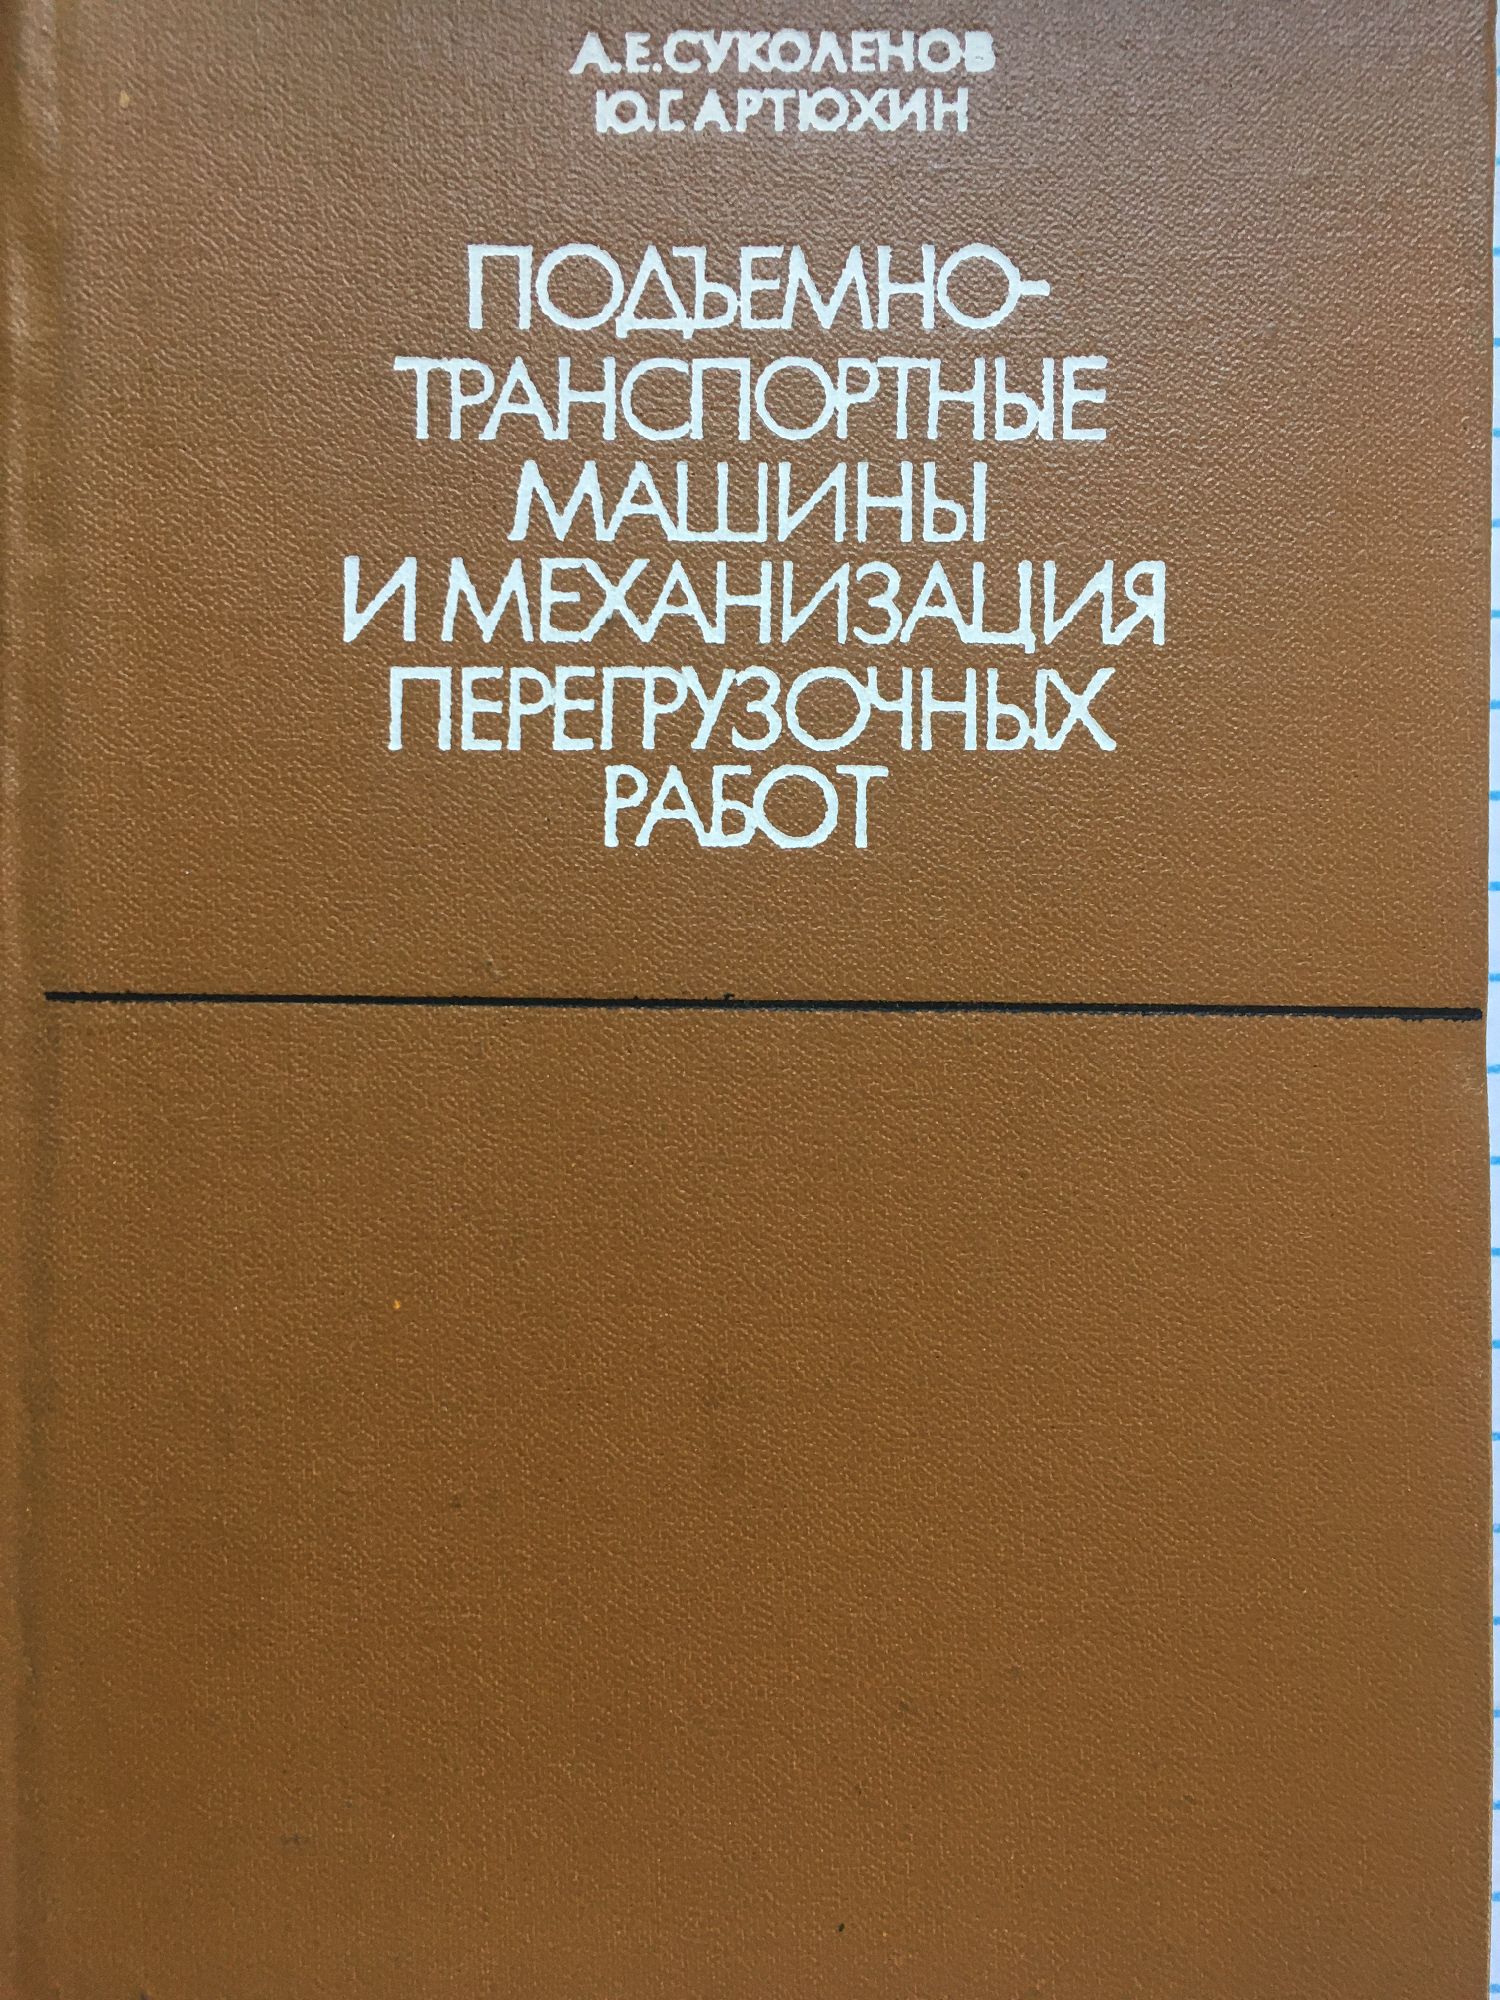 А.Е.СУКОЛЕНОВ
Ю.Г.АРТЮХИН
ПОДЪЕМНО-
ТРАНСПОРТНЫЕ
МАШИНЫ
И МЕХАНИЗАЦИЯ
ПЕРЕГРУЗОЧНЫХ
РАБОТ